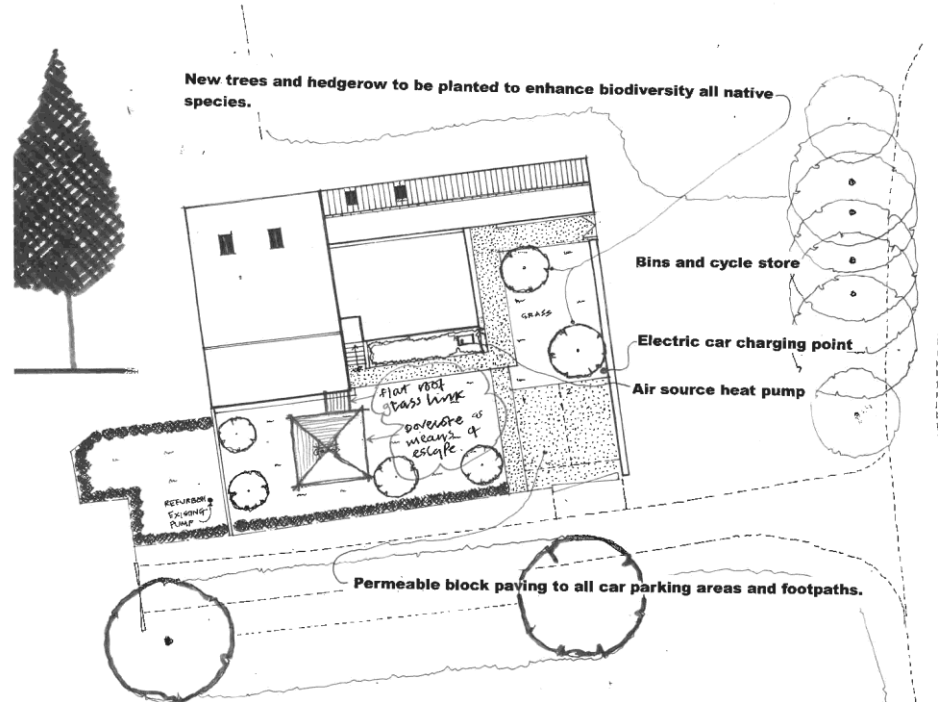 New trees and hedgerow to be planted to enhance biodiversity all native
species.
Bins and cycle store
GRASS
Electric car charging point
Air source heat pump
flat roof
glass link
Dovecote as
means of
escape.
REFURBISH
EXISTING
PUMP
Permeable block paving to all car parking areas and footpaths.